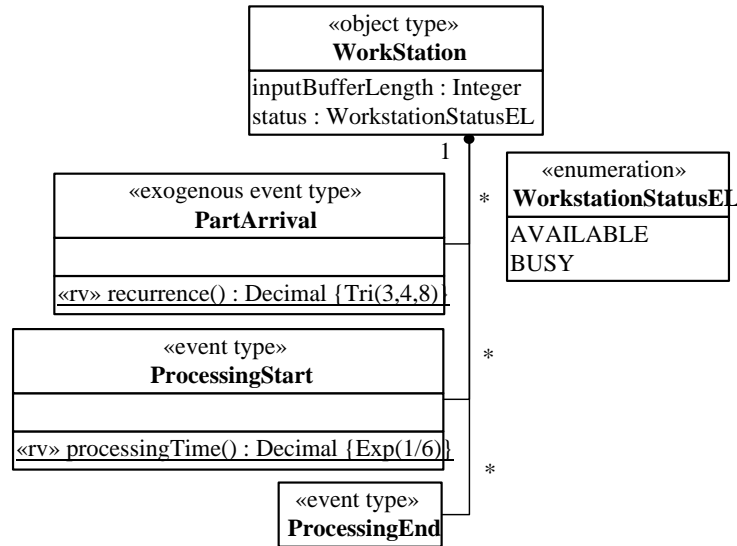 «object type»
WorkStation
inputBufferLength : Integer
status : WorkstationStatusEL
1
«enumeration»
WorkstationStatusEL
AVAILABLE
BUSY
*
«exogenous event type»
PartArrival
«rv» recurrence() : Decimal {Tri(3,4,8)}
*
«event type»
ProcessingStart
«rv» processingTime() : Decimal {Exp(1/6)}
*
«event type»
ProcessingEnd